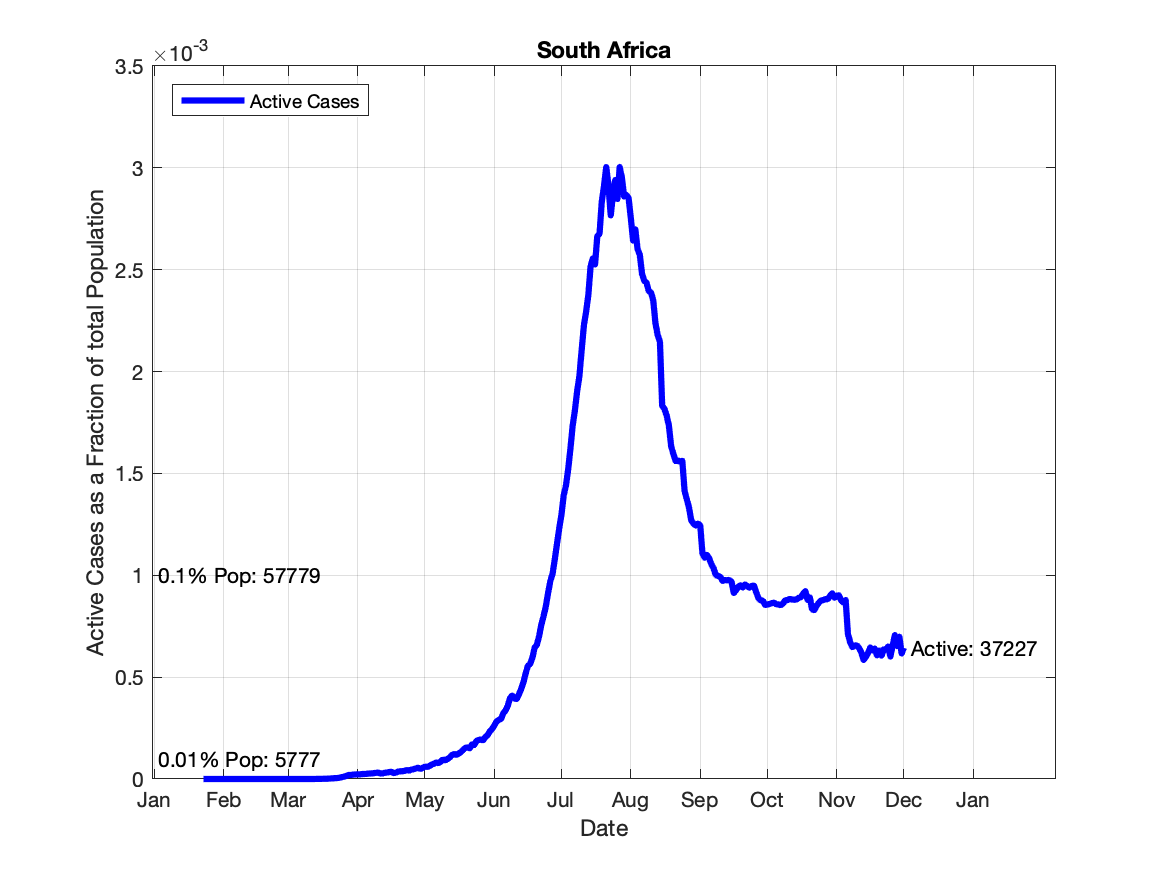 South Africa
×10-3
3.5
3
2.5
2
1.5
1
0.5
0
Active Cases as a Fraction of total Population
Active Cases
0.1% Pop: 57779
0.01% Pop: 5777
Active: 37227
Jan Feb Mar Apr May Jun Jul Aug Sep Oct Nov Dec Jan
Date